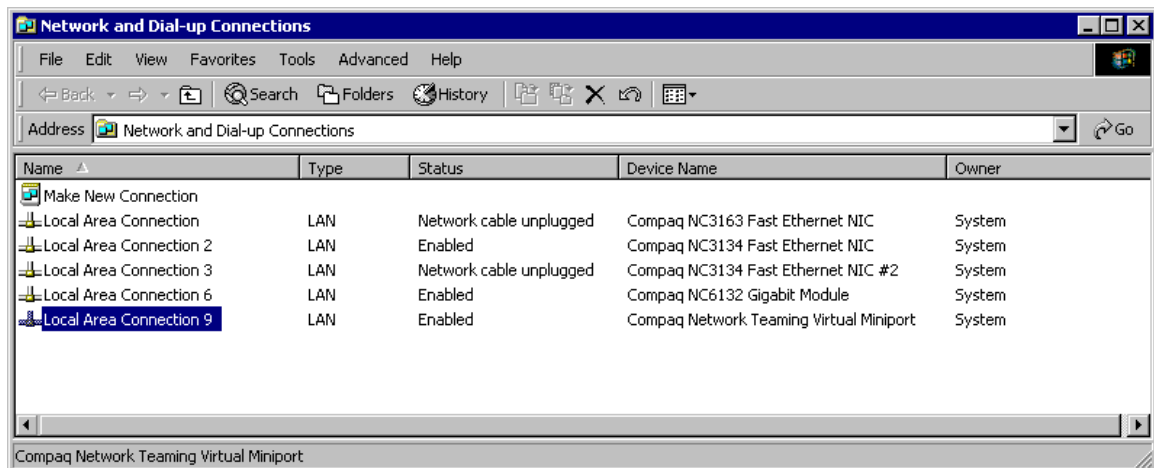 Network and Dial-up Connections
File Edit View Favorites Tools Advanced Help
Back Search Folders History
Address Network and Dial-up Connections Go
Name Type Status Device Name Owner
Make New Connection
Local Area Connection LAN Network cable unplugged Compaq NC3163 Fast Ethernet NIC System
Local Area Connection 2 LAN Enabled Compaq NC3134 Fast Ethernet NIC System
Local Area Connection 3 LAN Network cable unplugged Compaq NC3134 Fast Ethernet NIC #2 System
Local Area Connection 6 LAN Enabled Compaq NC6132 Gigabit Module System
Local Area Connection 9 LAN Enabled Compaq Network Teaming Virtual Miniport System
Compaq Network Teaming Virtual Miniport